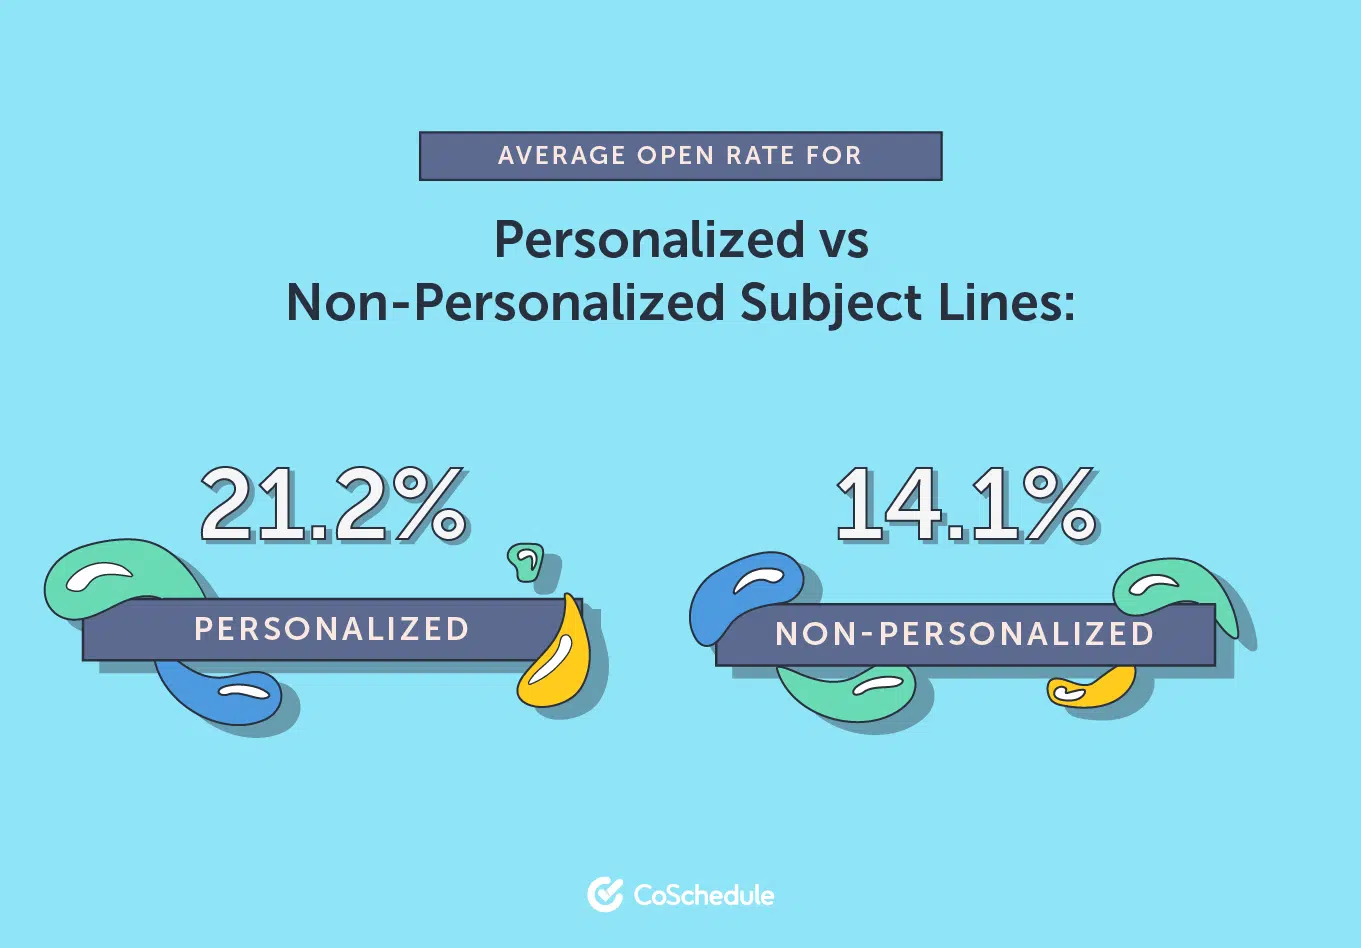 AVERAGE OPEN RATE FOR
Personalized vs
Non-Personalized Subject Lines:
21.2%
14.1%
PERSONALIZED
NON-PERSONALIZED
CoSchedule